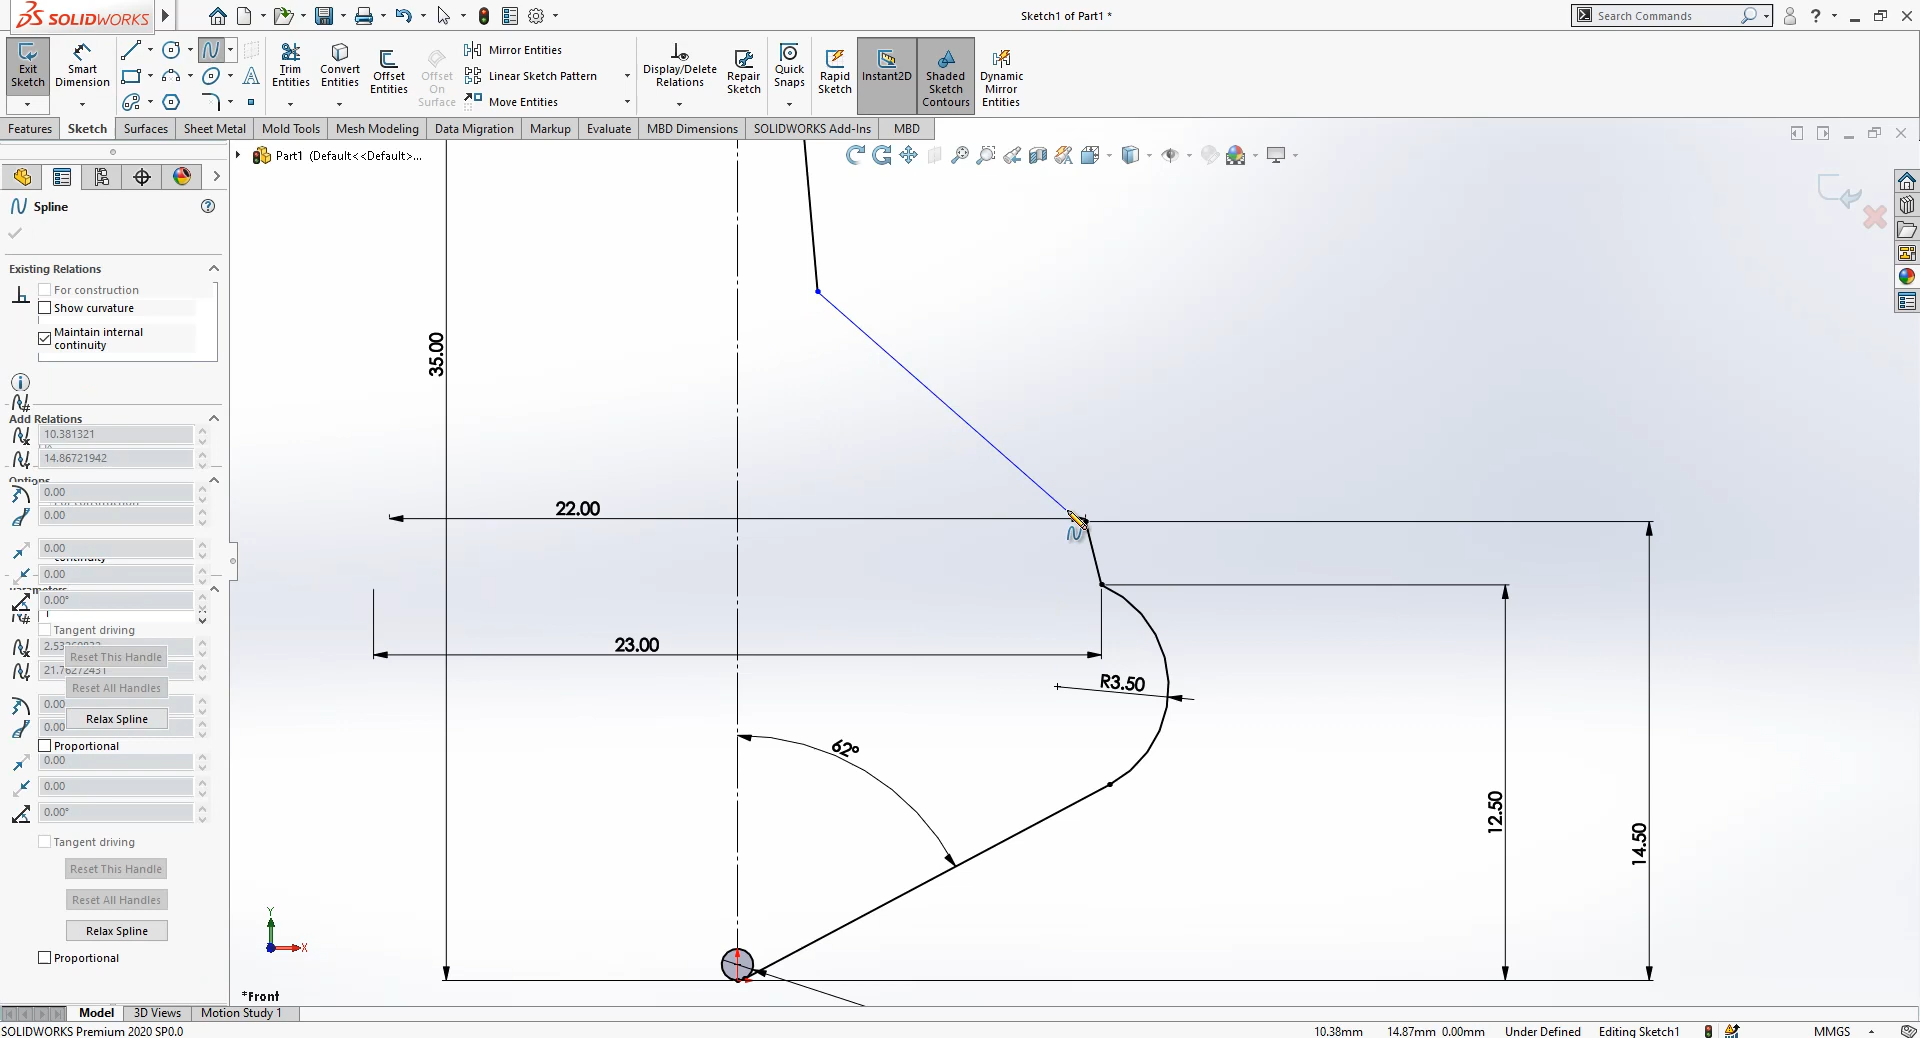 SOLIDWORKS
Sketch1 of Part1 *
Search Commands
Exit Sketch
Smart Dimension
Trim Entities
Convert Entities
Offset Entities
Offset On Surface
Mirror Entities
Linear Sketch Pattern
Move Entities
Display/Delete Relations
Repair Sketch
Quick Snaps
Rapid Sketch
Instant2D
Shaded Sketch Contours
Dynamic Mirror Entities
Features
Sketch
Surfaces
Sheet Metal
Mold Tools
Mesh Modeling
Data Migration
Markup
Evaluate
MBD Dimensions
SOLIDWORKS Add-Ins
MBD
Part1 (Default<<Default>...
Spline
Existing Relations
For construction
Show curvature
Maintain internal
continuity
Add Relations
10.381321
14.86721942
Options
0.00
0.00
0.00
continuity
0.00
0.00°
Tangent driving
Reset This Handle
Reset All Handles
0.00
Relax Spline
0.00
Proportional
0.00
0.00
0.00°
Tangent driving
Reset This Handle
Reset All Handles
Relax Spline
Proportional
35.00
22.00
23.00
R3.50
62°
12.50
14.50
Y
X
*Front
Model
3D Views
Motion Study 1
SOLIDWORKS Premium 2020 SP0.0
10.38mm
14.87mm 0.00mm
Under Defined
Editing Sketch1
MMGS